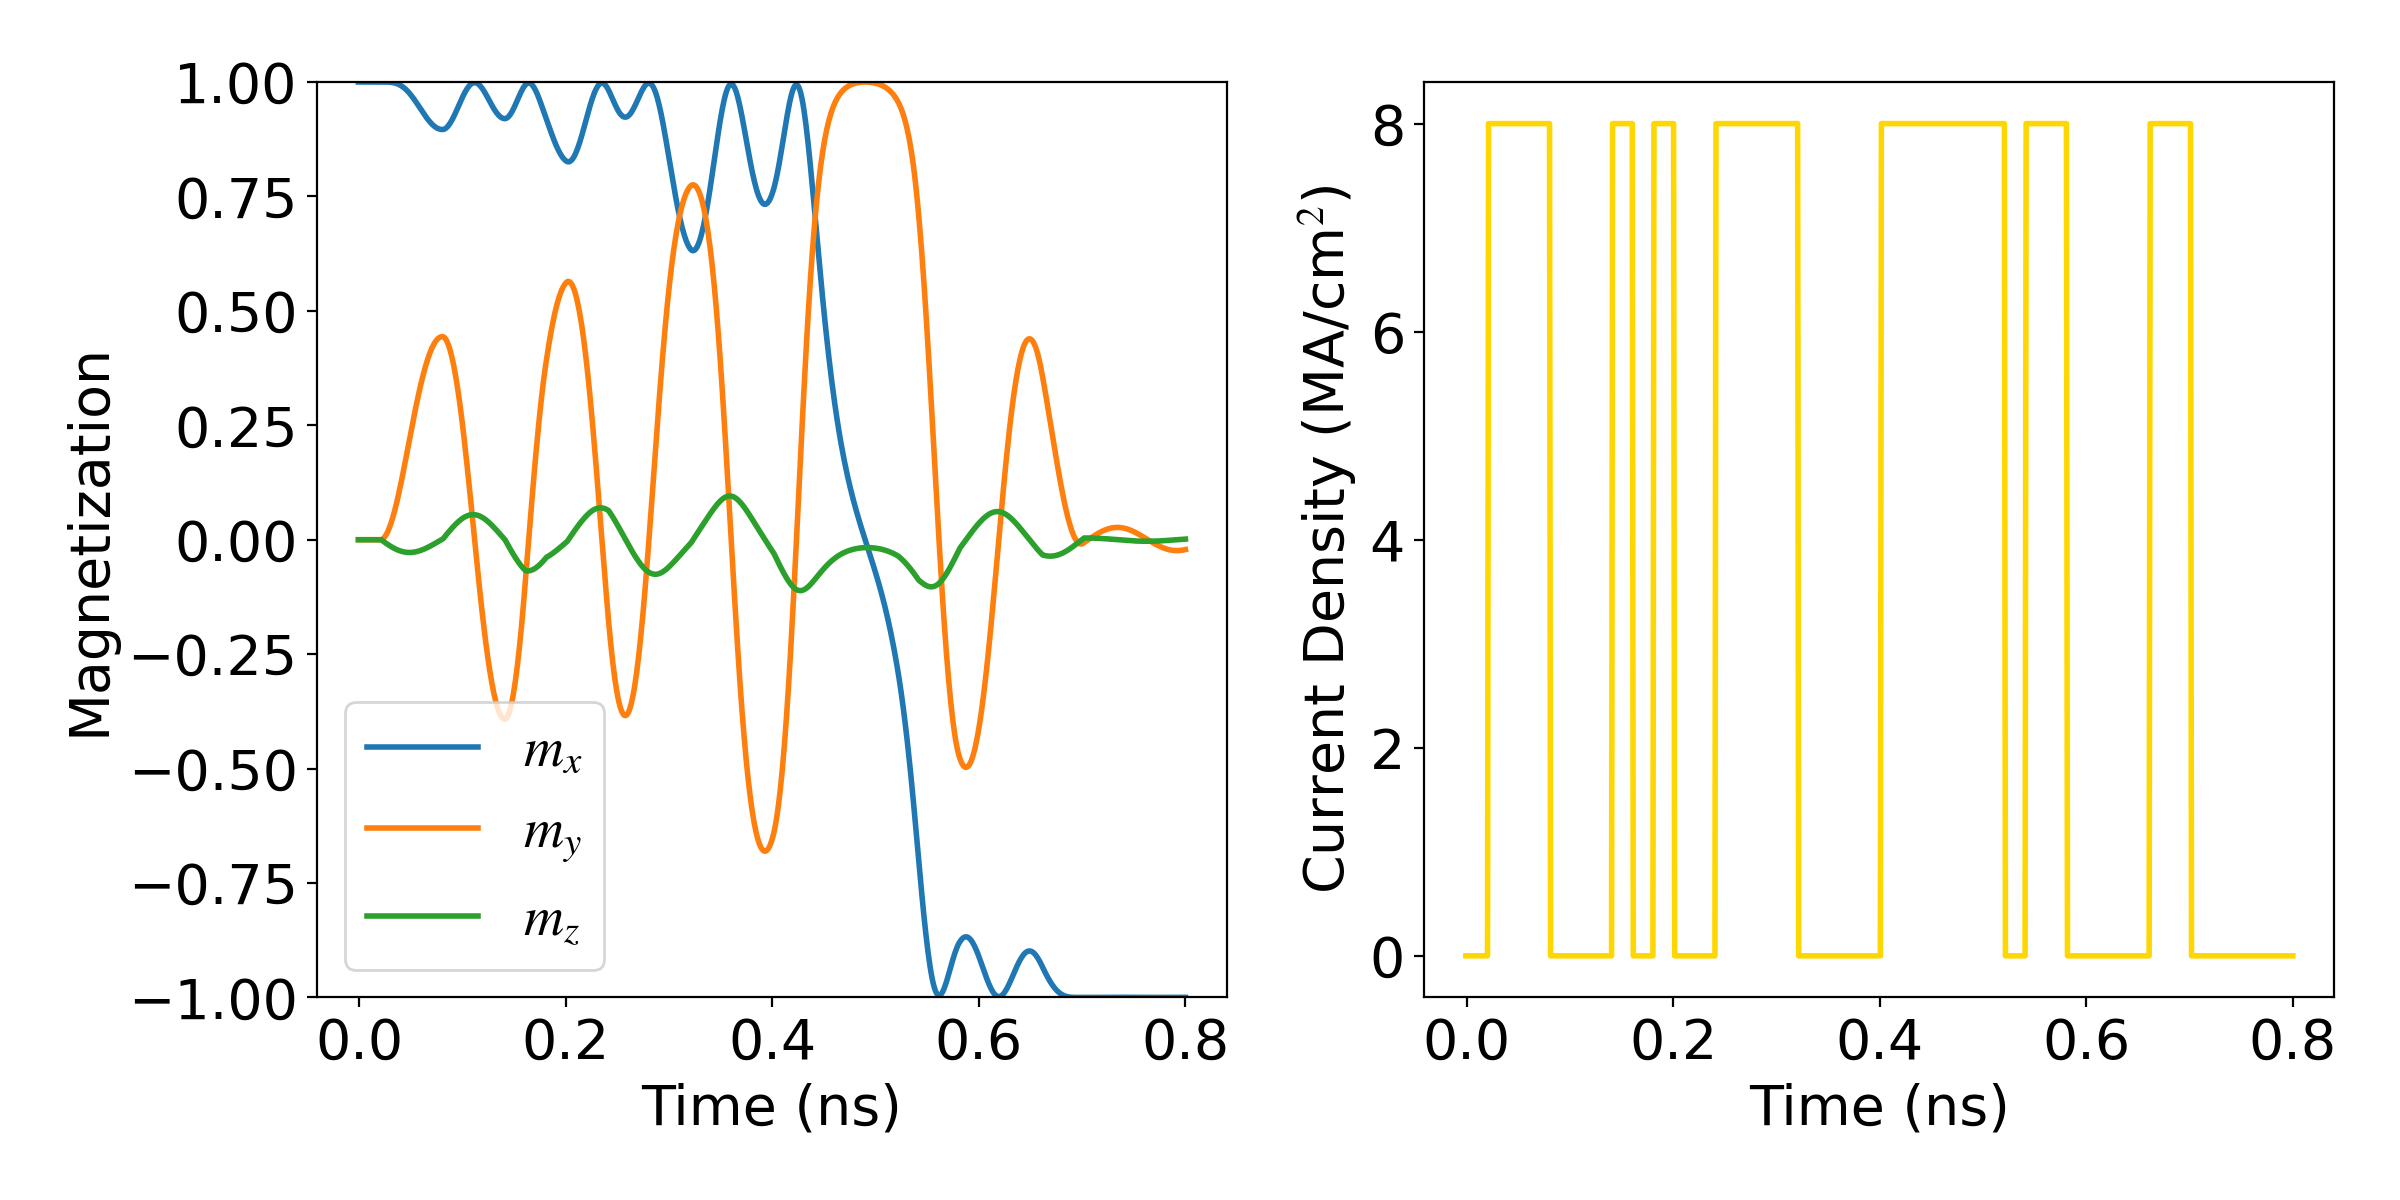 Magnetization
1.00
0.75
0.50
0.25
0.00
−0.25
−0.50
−0.75
−1.00
m_x
m_y
m_z
0.0 0.2 0.4 0.6 0.8
Time (ns)
Current Density (MA/cm²)
8
6
4
2
0
0.0 0.2 0.4 0.6 0.8
Time (ns)